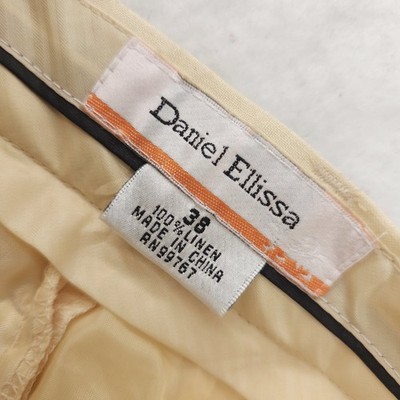 Daniel Ellissa
38
100% LINEN
MADE IN CHINA
RN99767